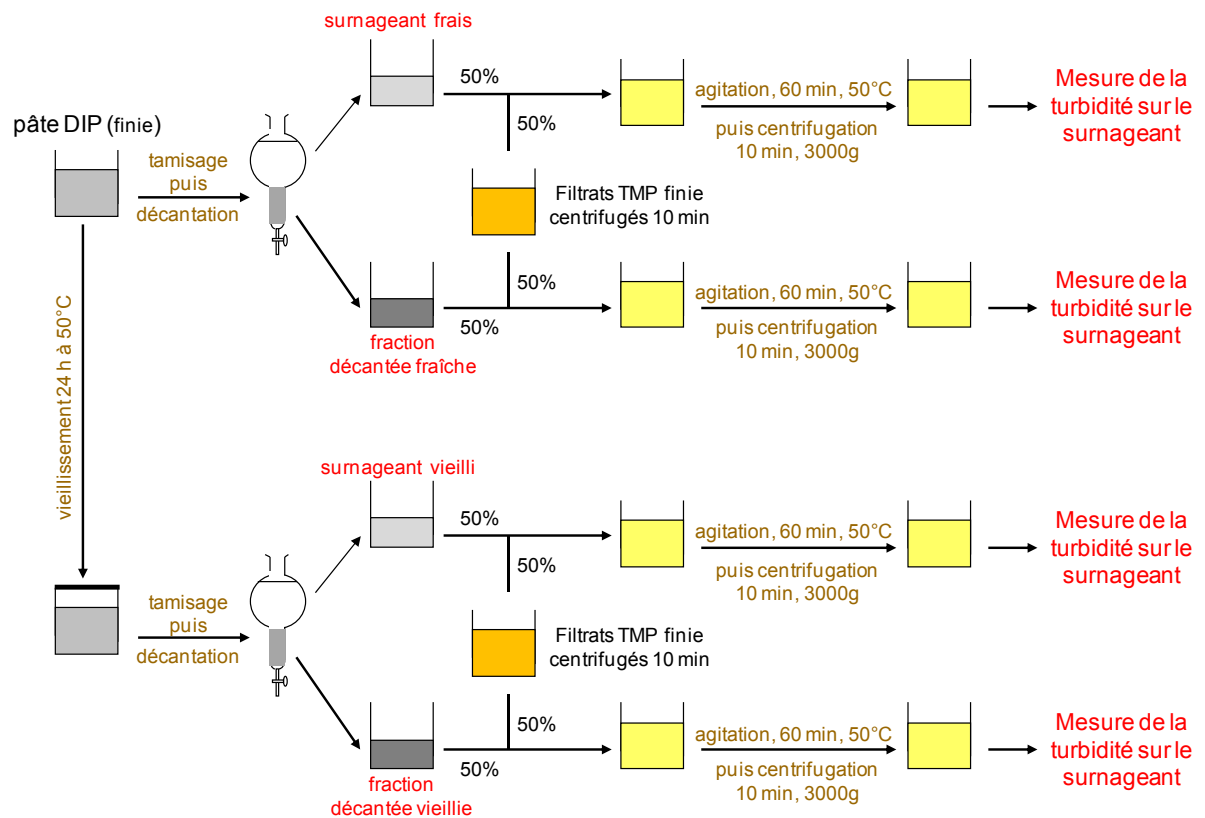 surnageant frais
pâte DIP (finie)
tamisage
puis
décantation
50%
50%
agitation, 60 min, 50°C
puis centrifugation
10 min, 3000g
Mesure de la
turbidité sur le
surnageant
Filtrats TMP finie
centrifugés 10 min
50%
50%
fraction
décantée fraîche
agitation, 60 min, 50°C
puis centrifugation
10 min, 3000g
Mesure de la
turbidité sur le
surnageant
vieillissement 24 h à 50°C
surnageant vieilli
tamisage
puis
décantation
50%
50%
agitation, 60 min, 50°C
puis centrifugation
10 min, 3000g
Mesure de la
turbidité sur le
surnageant
Filtrats TMP finie
centrifugés 10 min
50%
50%
fraction
décantée vieillie
agitation, 60 min, 50°C
puis centrifugation
10 min, 3000g
Mesure de la
turbidité sur le
surnageant